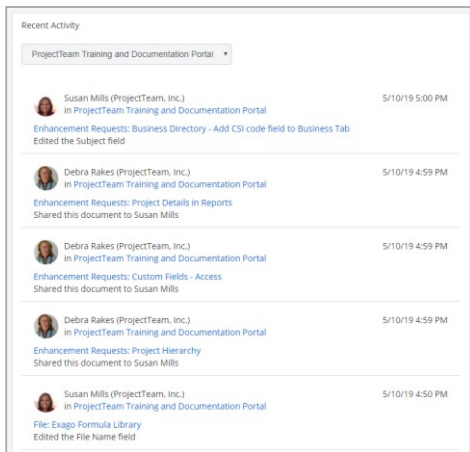 Recent Activity
ProjectTeam Training and Documentation Portal
Susan Mills (ProjectTeam, Inc.) 5/10/19 5:00 PM
in ProjectTeam Training and Documentation Portal
Enhancement Requests: Business Directory - Add CSI code field to Business Tab
Edited the Subject field
Debra Rakes (ProjectTeam, Inc.) 5/10/19 4:59 PM
in ProjectTeam Training and Documentation Portal
Enhancement Requests: Project Details in Reports
Shared this document to Susan Mills
Debra Rakes (ProjectTeam, Inc.) 5/10/19 4:59 PM
in ProjectTeam Training and Documentation Portal
Enhancement Requests: Custom Fields - Access
Shared this document to Susan Mills
Debra Rakes (ProjectTeam, Inc.) 5/10/19 4:59 PM
in ProjectTeam Training and Documentation Portal
Enhancement Requests: Project Hierarchy
Shared this document to Susan Mills
Susan Mills (ProjectTeam, Inc.) 5/10/19 4:50 PM
in ProjectTeam Training and Documentation Portal
File: Exago Formula Library
Edited the File Name field